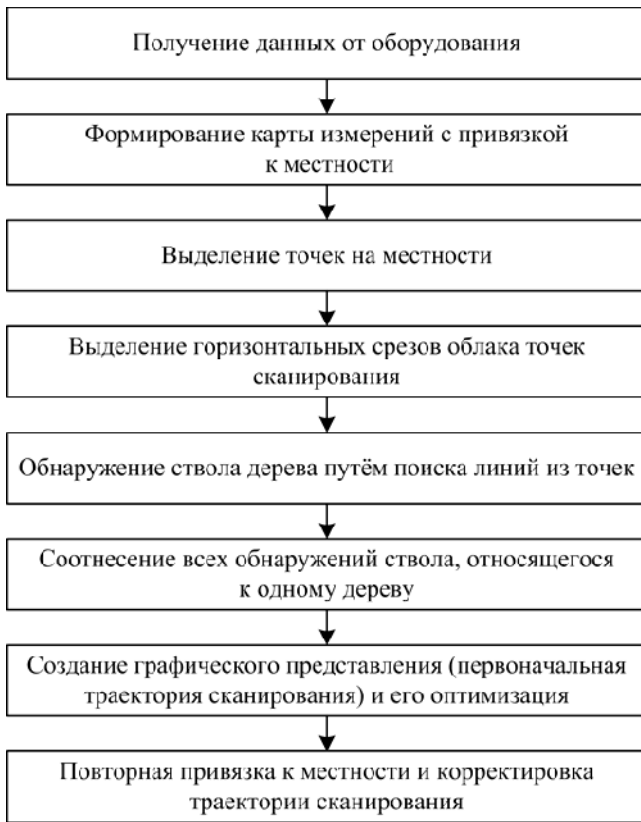 Получение данных от оборудования
Формирование карты измерений с привязкой
к местности
Выделение точек на местности
Выделение горизонтальных срезов облака точек
сканирования
Обнаружение ствола дерева путём поиска линий из точек
Соотнесение всех обнаружений ствола, относящегося
к одному дереву
Создание графического представления (первоначальная
траектория сканирования) и его оптимизация
Повторная привязка к местности и корректировка
траектории сканирования